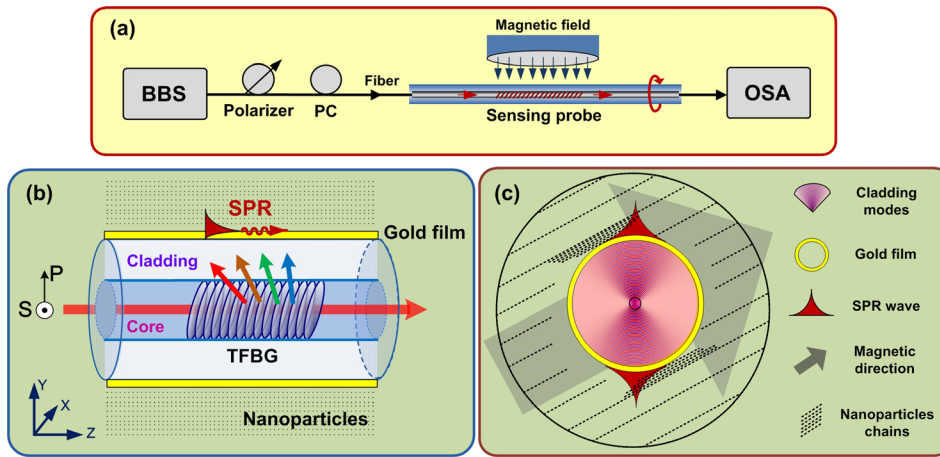 (a)
Magnetic field
BBS
Polarizer
PC
Fiber
Sensing probe
OSA
(b)
SPR
Gold film
Cladding
P
S
Core
TFBG
Y
X
Z
Nanoparticles
(c)
Cladding
modes
Gold film
SPR wave
Magnetic
direction
Nanoparticles
chains